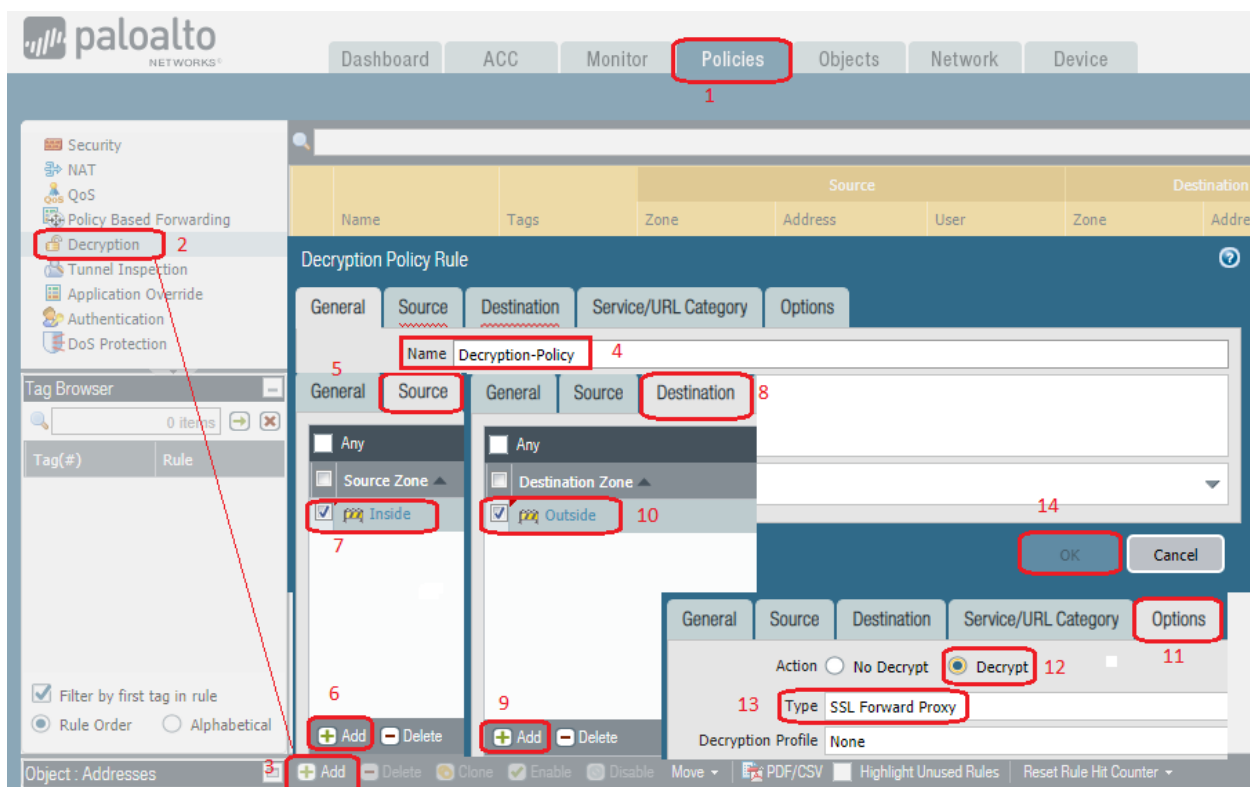 paloalto
NETWORKS®
Dashboard ACC Monitor Policies Objects Network Device
1
Security
NAT
QoS
Policy Based Forwarding
Decryption 2
Tunnel Inspection
Application Override
Authentication
DoS Protection
Source Destination
Name Tags Zone Address User Zone Addre
Decryption Policy Rule
General Source Destination Service/URL Category Options
Name Decryption-Policy 4
5
General Source
General Source Destination 8
Any
Source Zone
Inside
7
6
Add Delete
Any
Destination Zone
Outside 10
9
Add Delete
14
OK Cancel
General Source Destination Service/URL Category Options
11
Action No Decrypt Decrypt 12
13 Type SSL Forward Proxy
Decryption Profile None
Tag Browser
0 items
Tag(#) Rule
Filter by first tag in rule
Rule Order Alphabetical
Object : Addresses
3 Add Delete Clone Enable Disable Move PDF/CSV Highlight Unused Rules Reset Rule Hit Counter